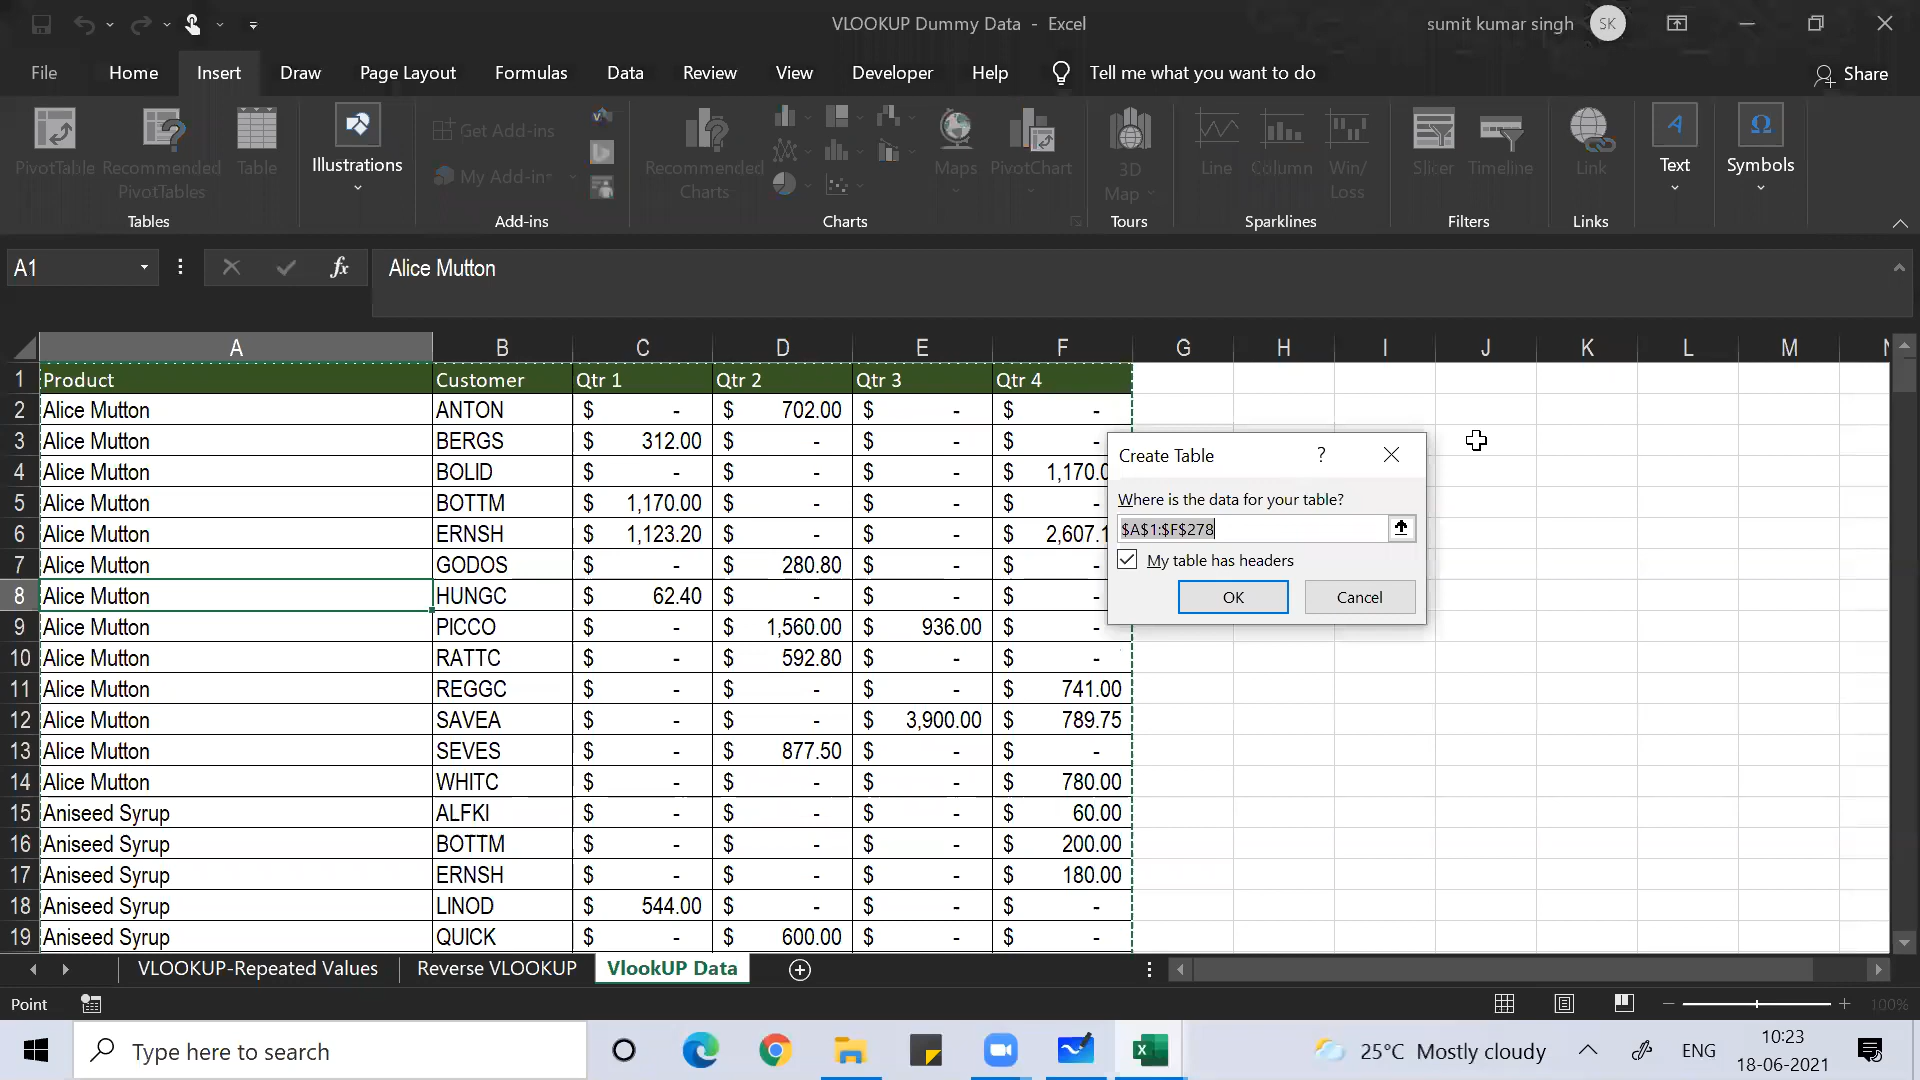 VLOOKUP Dummy Data - Excel
sumit kumar singh SK
File Home Insert Draw Page Layout Formulas Data Review View Developer Help Tell me what you want to do Share
PivotTable
Recommended
PivotTables
Table
Tables
Illustrations
Get Add-ins
My Add-in
Add-ins
Recommended
Charts
Maps
PivotChart
Charts
3D
Map
Tours
Line
Column
Win/
Loss
Sparklines
Slicer
Timeline
Filters
Link
Links
A
Text
Ω
Symbols
A1 fx Alice Mutton
A B C D E F G H I J K L M
1 Product Customer Qtr 1 Qtr 2 Qtr 3 Qtr 4
2 Alice Mutton ANTON $ - $ 702.00 $ - $ -
3 Alice Mutton BERGS $ 312.00 $ - $ - $ -
4 Alice Mutton BOLID $ - $ - $ - $ 1,170.0
5 Alice Mutton BOTTM $ 1,170.00 $ - $ - $ -
6 Alice Mutton ERNSH $ 1,123.20 $ - $ - $ 2,607.1
7 Alice Mutton GODOS $ - $ 280.80 $ - $ -
8 Alice Mutton HUNGC $ 62.40 $ - $ - $ -
9 Alice Mutton PICCO $ - $ 1,560.00 $ 936.00 $ -
10 Alice Mutton RATTC $ - $ 592.80 $ - $ -
11 Alice Mutton REGGC $ - $ - $ - $ 741.00
12 Alice Mutton SAVEA $ - $ - $ 3,900.00 $ 789.75
13 Alice Mutton SEVES $ - $ 877.50 $ - $ -
14 Alice Mutton WHITC $ - $ - $ - $ 780.00
15 Aniseed Syrup ALFKI $ - $ - $ - $ 60.00
16 Aniseed Syrup BOTTM $ - $ - $ - $ 200.00
17 Aniseed Syrup ERNSH $ - $ - $ - $ 180.00
18 Aniseed Syrup LINOD $ 544.00 $ - $ - $ -
19 Aniseed Syrup QUICK $ - $ 600.00 $ - $ -
Create Table ?
Where is the data for your table?
$A$1:$F$278
My table has headers
OK Cancel
VLOOKUP-Repeated Values Reverse VLOOKUP VlookUP Data
Point 100%
Type here to search
25°C Mostly cloudy ENG
10:23
18-06-2021